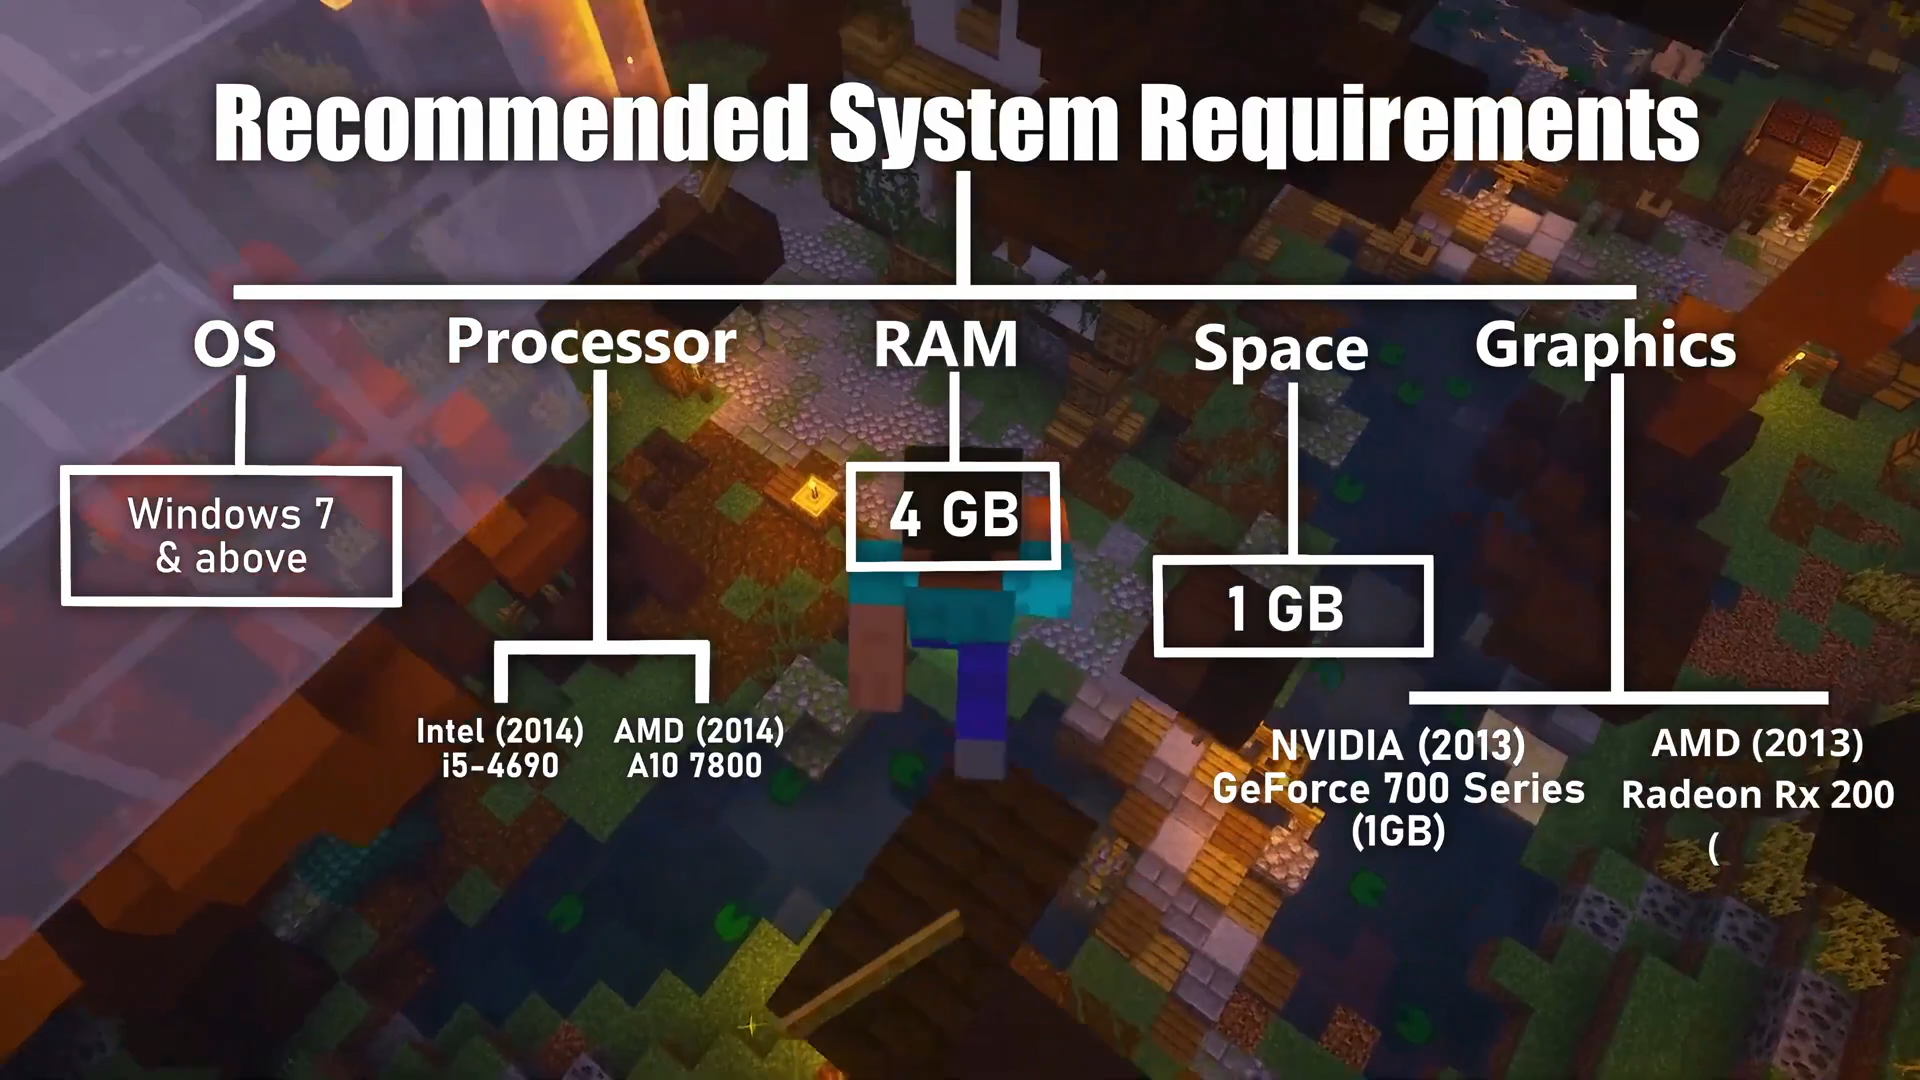 Recommended System Requirements
OS
Windows 7
& above
Processor
Intel (2014)
i5-4690
AMD (2014)
A10 7800
RAM
4 GB
Space
1 GB
Graphics
NVIDIA (2013)
GeForce 700 Series
(1GB)
AMD (2013)
Radeon Rx 200
(